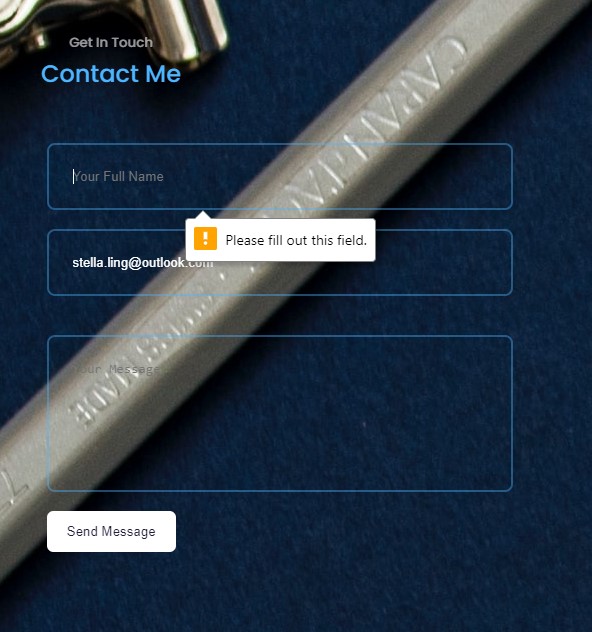 Get In Touch
Contact Me
Your Full Name
Please fill out this field.
stella.ling@outlook.com
Your Message
Send Message
MADE